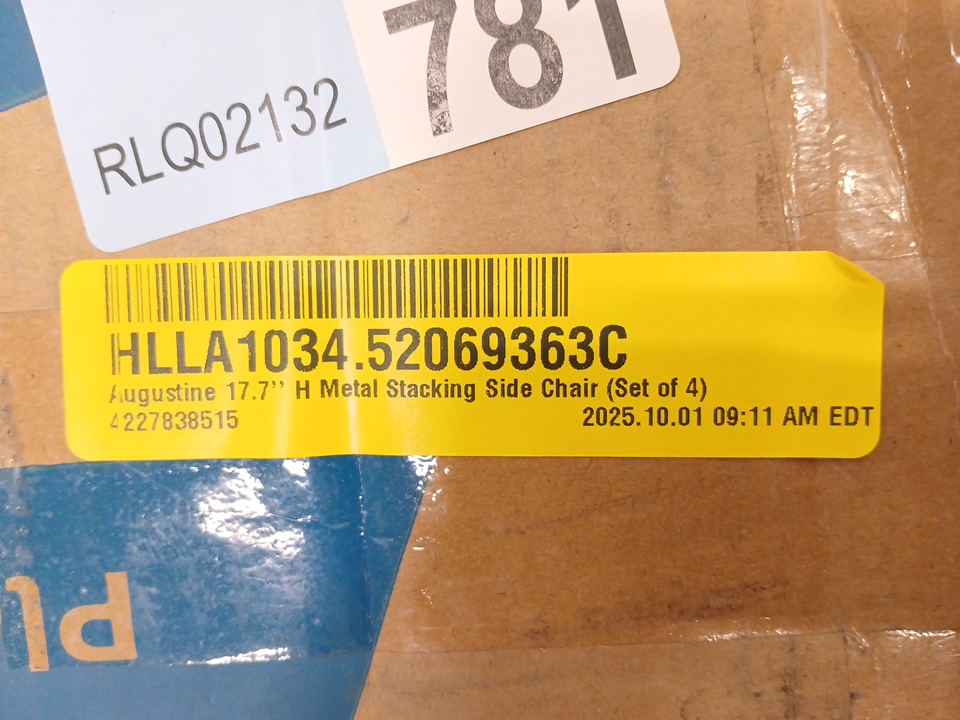 781
RLQ02132
HLLA1034.52069363C
Augustine 17.7'' H Metal Stacking Side Chair (Set of 4)
4227838515 2025.10.01 09:11 AM EDT